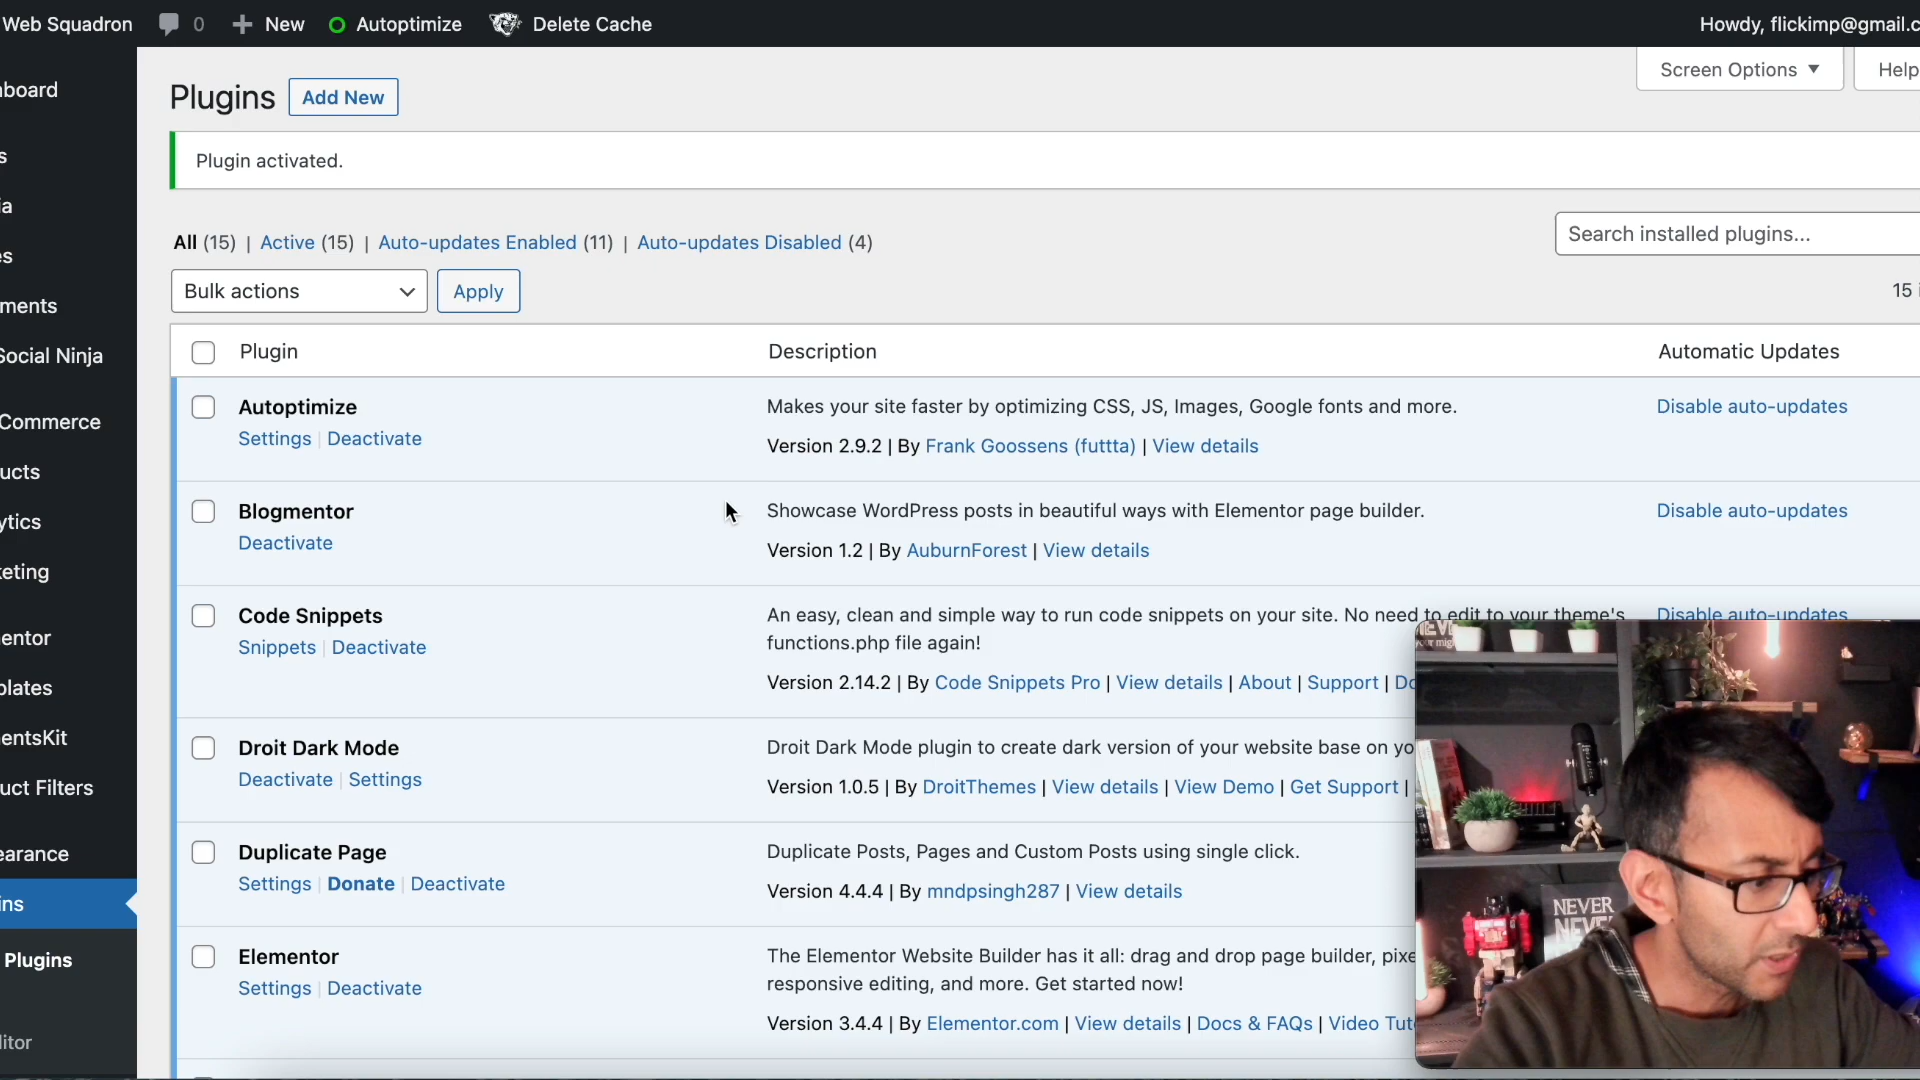 Web Squadron 0 New Autoptimize Delete Cache Howdy, flickimp@gmail.c
Screen Options Help
Plugins Add New
Plugin activated.
All (15) | Active (15) | Auto-updates Enabled (11) | Auto-updates Disabled (4)
Search installed plugins...
Bulk actions Apply
15 i
Plugin Description Automatic Updates
Autoptimize
Settings | Deactivate
Makes your site faster by optimizing CSS, JS, Images, Google fonts and more.
Version 2.9.2 | By Frank Goossens (futtta) | View details
Disable auto-updates
Blogmentor
Deactivate
Showcase WordPress posts in beautiful ways with Elementor page builder.
Version 1.2 | By AuburnForest | View details
Disable auto-updates
Code Snippets
Snippets | Deactivate
An easy, clean and simple way to run code snippets on your site. No need to edit to your theme's
functions.php file again!
Version 2.14.2 | By Code Snippets Pro | View details | About | Support | Do
Disable auto-updates
Droit Dark Mode
Deactivate | Settings
Droit Dark Mode plugin to create dark version of your website base on yo
Version 1.0.5 | By DroitThemes | View details | View Demo | Get Support |
Duplicate Page
Settings | Donate | Deactivate
Duplicate Posts, Pages and Custom Posts using single click.
Version 4.4.4 | By mndpsingh287 | View details
Elementor
Settings | Deactivate
The Elementor Website Builder has it all: drag and drop page builder, pixe
responsive editing, and more. Get started now!
Version 3.4.4 | By Elementor.com | View details | Docs & FAQs | Video Tut
board
s
ia
es
ments
Social Ninja
Commerce
ucts
ytics
keting
entor
plates
entsKit
uct Filters
earance
ins
Plugins
litor
NEVER
NEVE